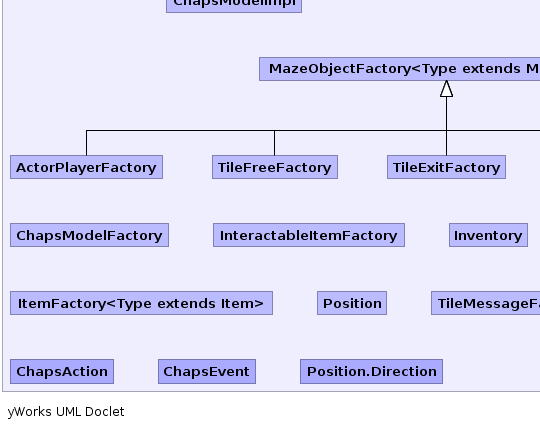 ChapsModelImpl
MazeObjectFactory<Type extends M
ActorPlayerFactory
TileFreeFactory
TileExitFactory
ChapsModelFactory
InteractableItemFactory
Inventory
ItemFactory<Type extends Item>
Position
TileMessageFa
ChapsAction
ChapsEvent
Position.Direction
yWorks UML Doclet